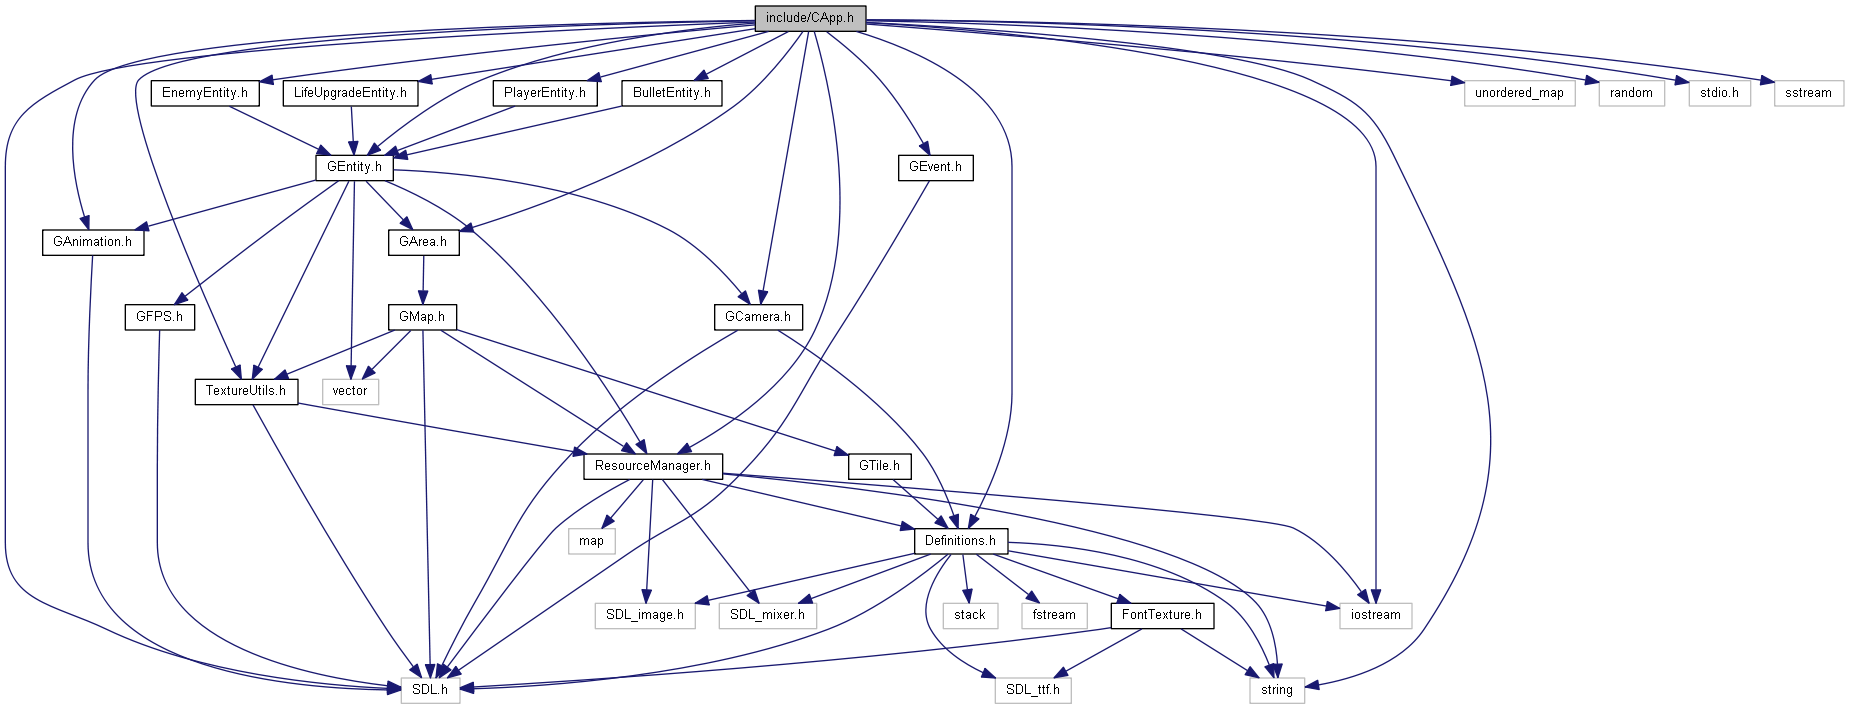 include/CApp.h
EnemyEntity.h
LifeUpgradeEntity.h
PlayerEntity.h
BulletEntity.h
unordered_map
random
stdio.h
sstream
GEntity.h
GEvent.h
GAnimation.h
GArea.h
GFPS.h
GMap.h
GCamera.h
TextureUtils.h
vector
ResourceManager.h
GTile.h
map
Definitions.h
SDL_image.h
SDL_mixer.h
stack
fstream
FontTexture.h
iostream
SDL.h
SDL_ttf.h
string